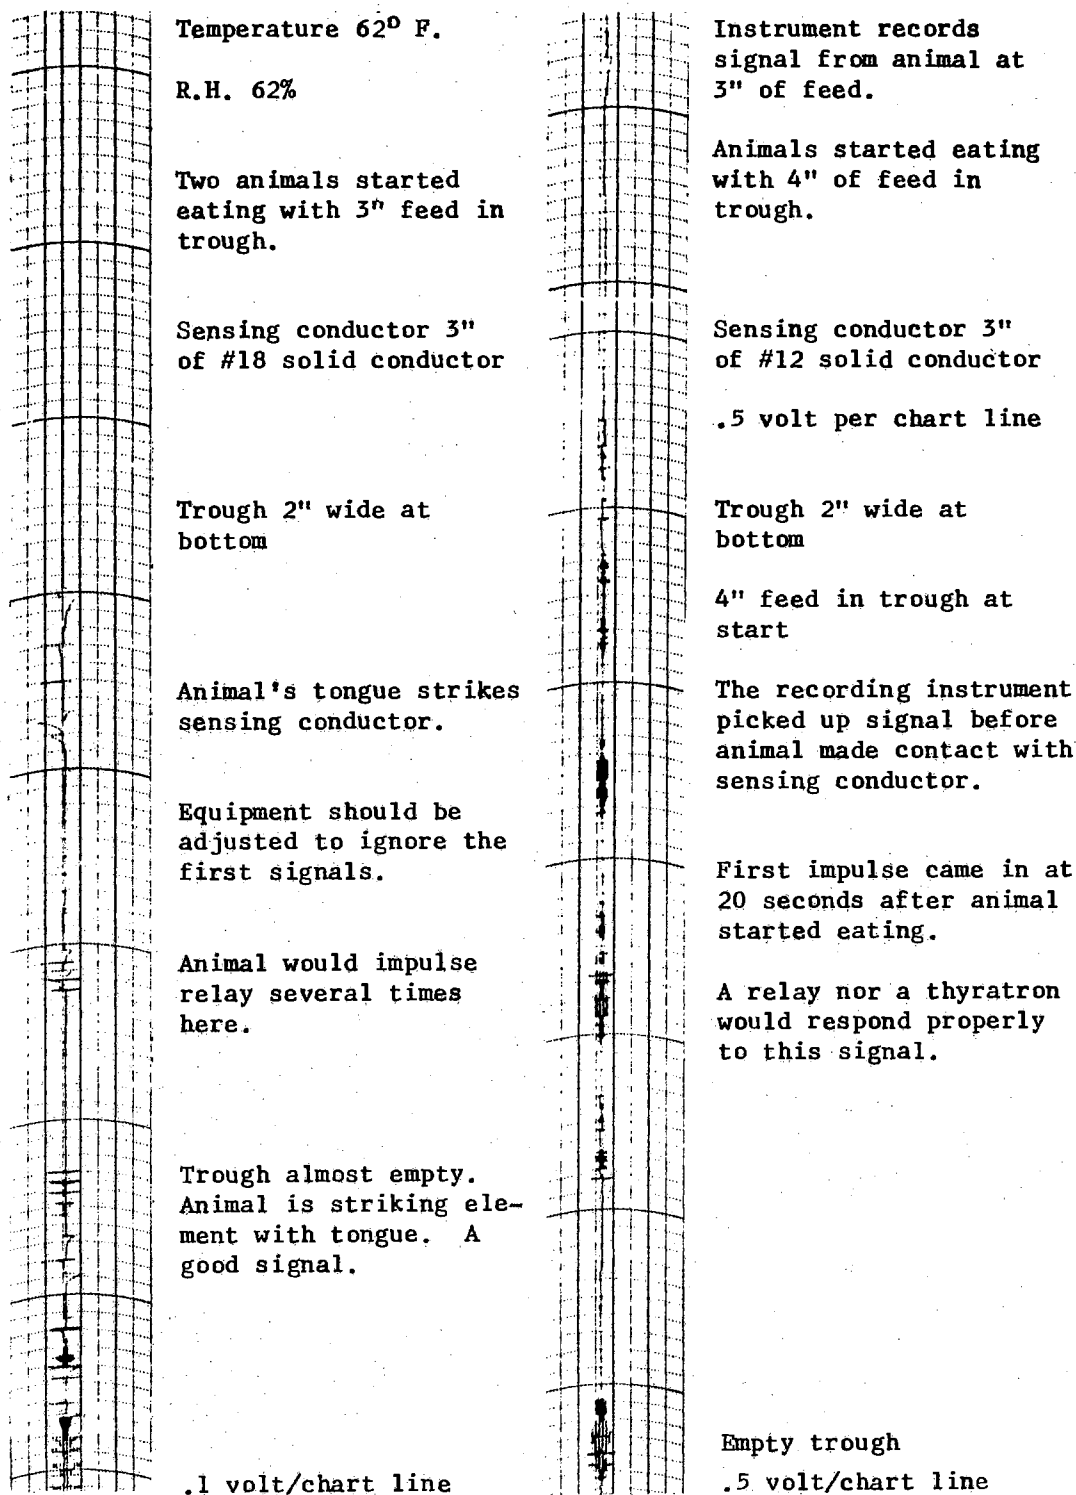 Temperature 62° F.
R.H. 62%
Two animals started
eating with 3" feed in
trough.
Sensing conductor 3"
of #18 solid conductor
Trough 2" wide at
bottom
Animal's tongue strikes
sensing conductor.
Equipment should be
adjusted to ignore the
first signals.
Animal would impulse
relay several times
here.
Trough almost empty.
Animal is striking ele-
ment with tongue. A
good signal.
.1 volt/chart line
Instrument records
signal from animal at
3" of feed.
Animals started eating
with 4" of feed in
trough.
Sensing conductor 3"
of #12 solid conductor
.5 volt per chart line
Trough 2" wide at
bottom
4" feed in trough at
start
The recording instrument
picked up signal before
animal made contact with
sensing conductor.
First impulse came in at
20 seconds after animal
started eating.
A relay nor a thyratron
would respond properly
to this signal.
Empty trough
.5 volt/chart line